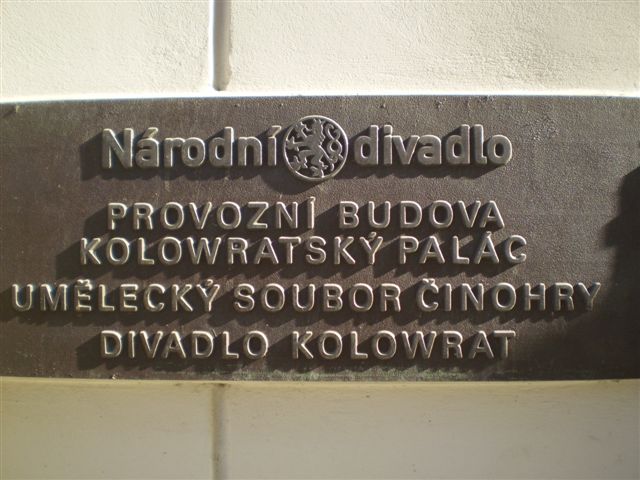 Národní divadlo
PROVOZNÍ BUDOVA
KOLOWRATSKÝ PALÁC
UMĚLECKÝ SOUBOR ČINOHRY
DIVADLO KOLOWRAT